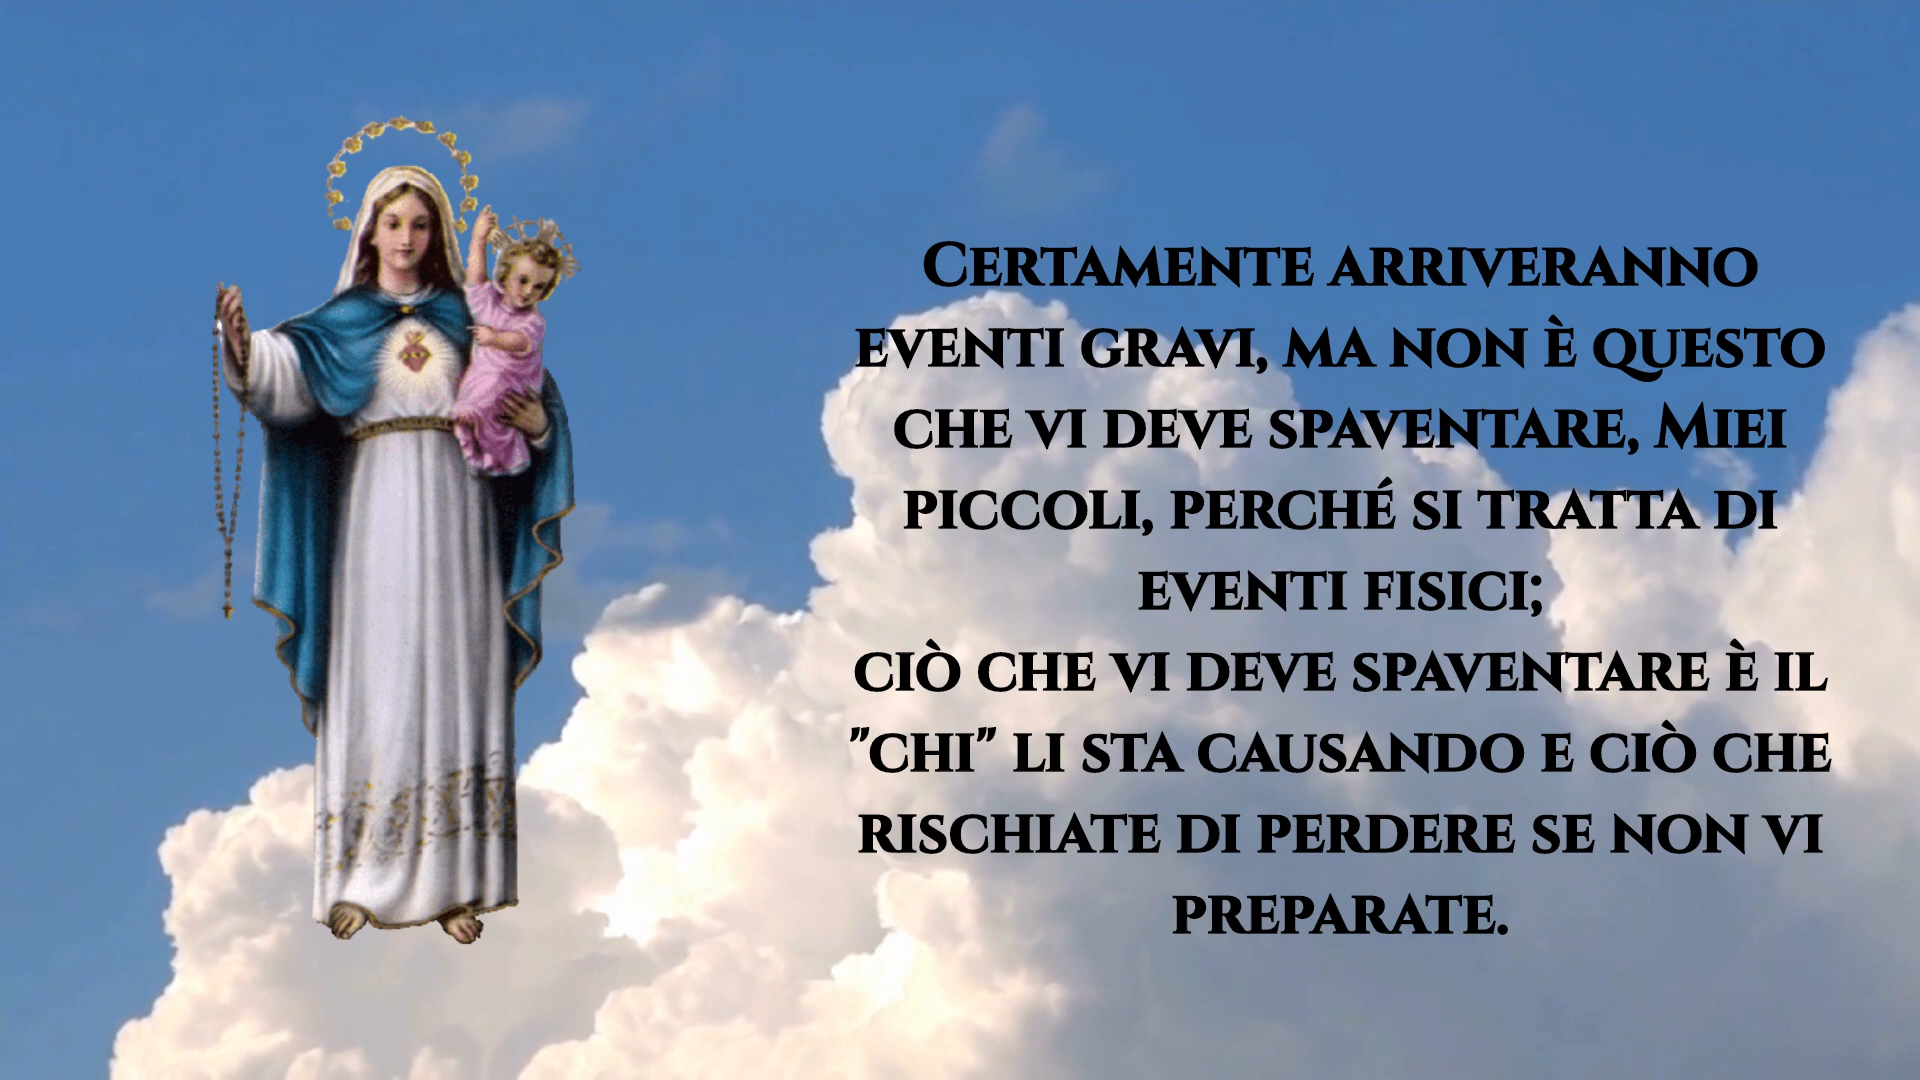 Certamente arriveranno
eventi gravi, ma non è questo
che vi deve spaventare, Miei
piccoli, perché si tratta di
eventi fisici;
ciò che vi deve spaventare è il
"chi" li sta causando e ciò che
rischiate di perdere se non vi
preparate.